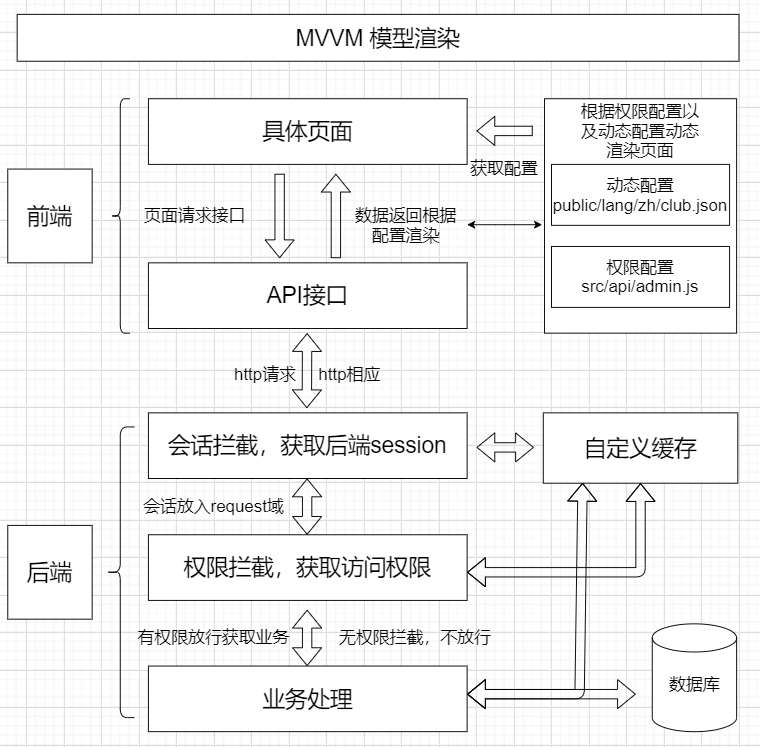 MVVM 模型渲染
具体页面
根据权限配置以
及动态配置动态
渲染页面
获取配置
动态配置
public/lang/zh/club.json
前端
页面请求接口
数据返回根据
配置渲染
权限配置
src/api/admin.js
API接口
http请求
http相应
会话拦截，获取后端session
自定义缓存
会话放入request域
后端
权限拦截，获取访问权限
有权限放行获取业务
无权限拦截，不放行
业务处理
数据库